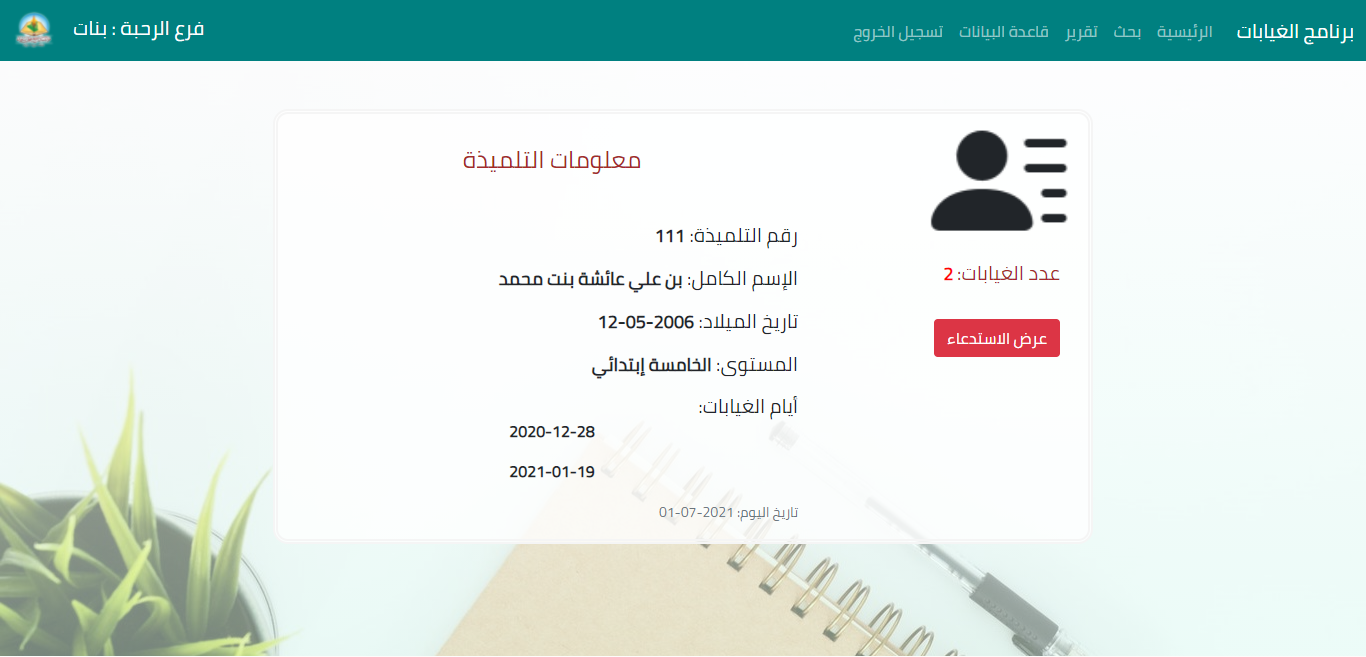 برنامج الغيابات الرئيسية بحث تقرير قاعدة البيانات تسجيل الخروج فرع الرحبة : بنات
عدد الغيابات: 2
عرض الاستدعاء
معلومات التلميذة
رقم التلميذة: 111
الإسم الكامل: بن علي عائشة بنت محمد
تاريخ الميلاد: 2006-05-12
المستوى: الخامسة إبتدائي
أيام الغيابات:
2020-12-28
2021-01-19
تاريخ اليوم: 2021-07-01